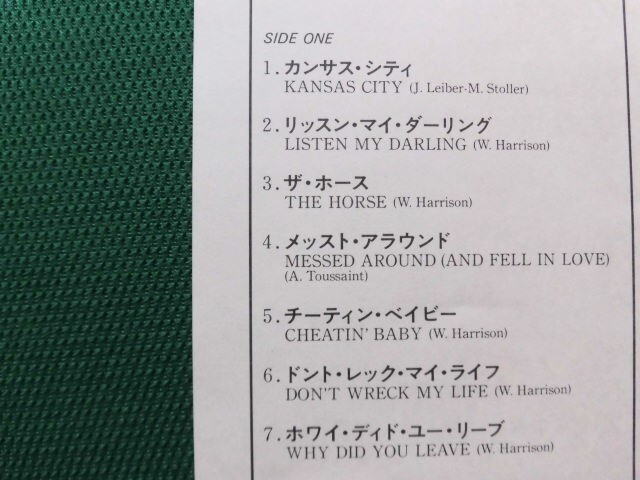 SIDE ONE
1. カンサス・シティ
KANSAS CITY (J. Leiber-M. Stoller)
2. リッスン・マイ・ダーリング
LISTEN MY DARLING (W. Harrison)
3. ザ・ホース
THE HORSE (W. Harrison)
4. メッスト・アラウンド
MESSED AROUND (AND FELL IN LOVE)
(A. Toussaint)
5. チーティン・ベイビー
CHEATIN' BABY (W. Harrison)
6. ドント・レック・マイ・ライフ
DON'T WRECK MY LIFE (W. Harrison)
7. ホワイ・ディド・ユー・リーブ
WHY DID YOU LEAVE (W. Harrison)